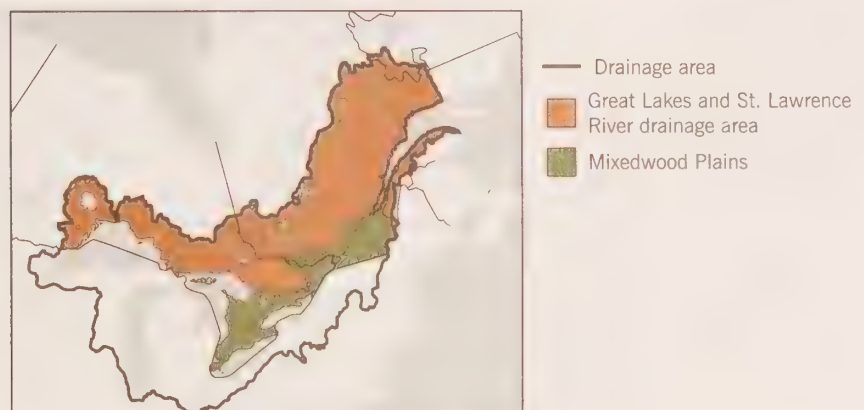 Drainage area
Great Lakes and St. Lawrence
River drainage area
Mixedwood Plains